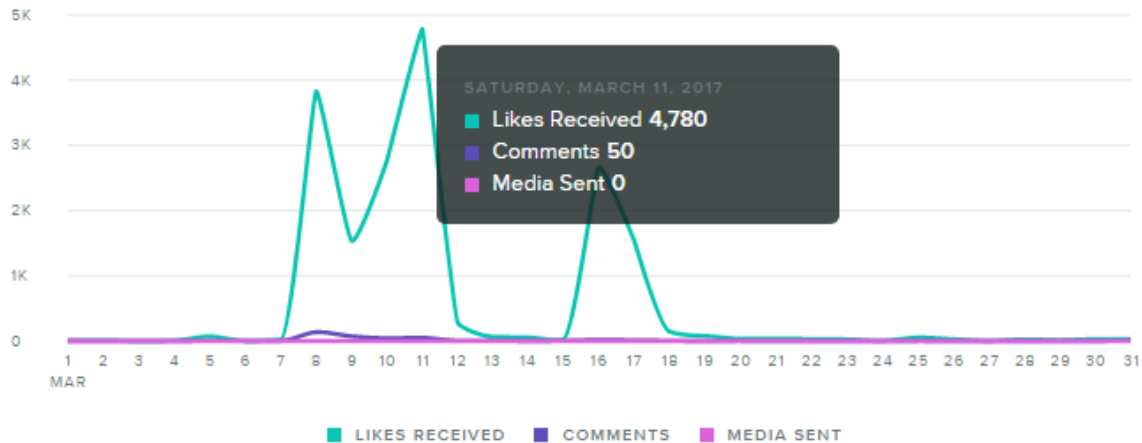 5K
4K
3K
2K
1K
0
SATURDAY, MARCH 11, 2017
Likes Received 4,780
Comments 50
Media Sent 0
1 2 3 4 5 6 7 8 9 10 11 12 13 14 15 16 17 18 19 20 21 22 23 24 25 26 27 28 29 30 31
MAR
LIKES RECEIVED COMMENTS MEDIA SENT